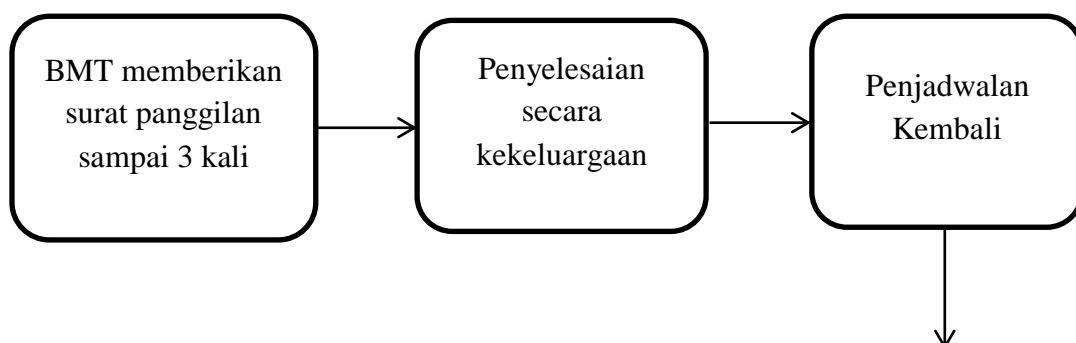 BMT memberikan
surat panggilan
sampai 3 kali
Penyelesaian
secara
kekeluargaan
Penjadwalan
Kembali